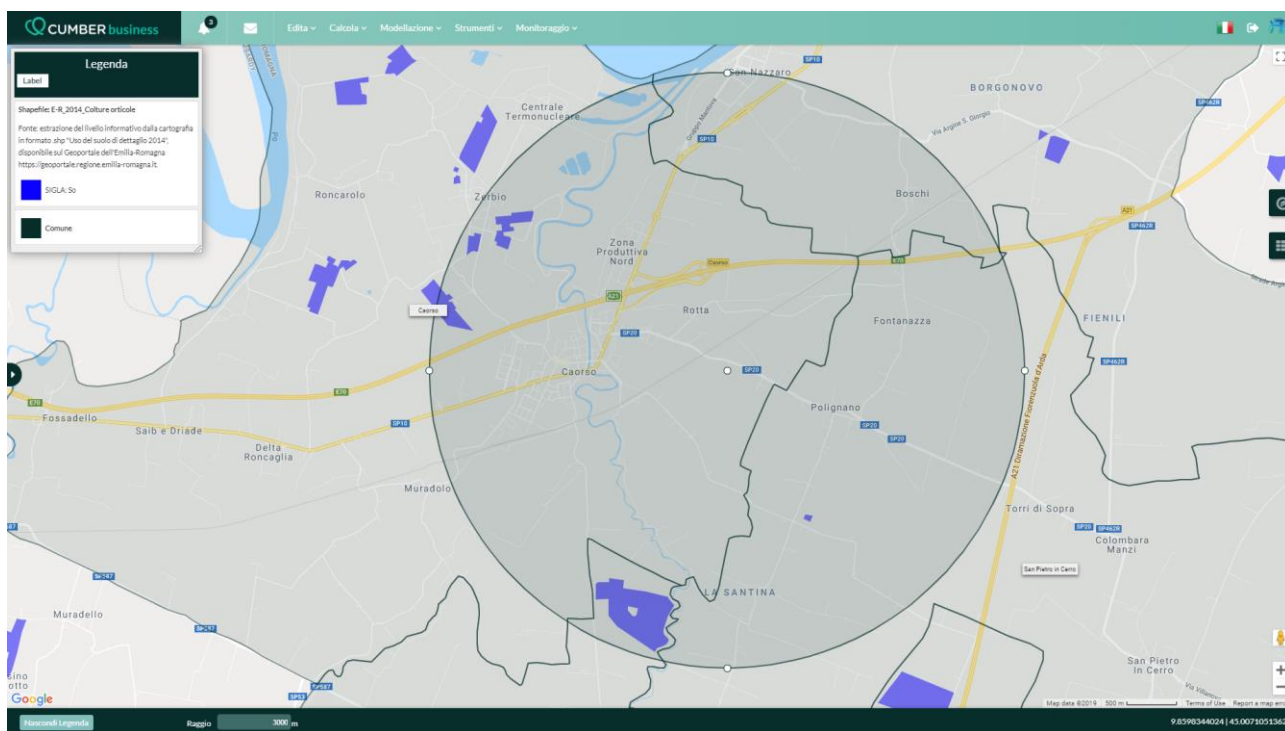 CUMBER business
3
Edita
Calcola
Modellazione
Strumenti
Monitoraggio
Legenda
Label
Shapefile: E-R_2014_Colture orticole
Fonte: estrazione del livello informativo dalla cartografia
in formato .shp "Uso del suolo di dettaglio 2014",
disponibile sul Geoportale dell'Emilia-Romagna
https://geoportale.regione.emilia-romagna.it.
SIGLA: So
Comune
San Nazzaro
SP10
BORGONOVO
SP462R
Centrale
Termonucleare
Via Argine S. Giorgio
SP10
Roncarolo
Zerbio
Boschi
A21
SP462R
Zona
Produttiva
Nord
Caorso
E70
A21
Caorso
Rotta
Fontanazza
FIENILI
SP20
SP462R
Caorso
SP20
E70
E70
Fossadello
SP10
Polignano
SP20
SP20
Saib e Driade
Delta
Roncaglia
A21 Diramazione Fiorenzuola d'Arda
Muradolo
Torri di Sopra
SP20
SP462R
Colombara
Manzi
San Pietro in Cerro
SP587
LA SANTINA
Muradello
SP587
San Pietro
In Cerro
SP587
SP53
Google
Map data ©2019
500 m
Terms of Use
Report a map erro
Nascondi Legenda
Raggio
3000 m
9.8598344024 | 45.0071051362